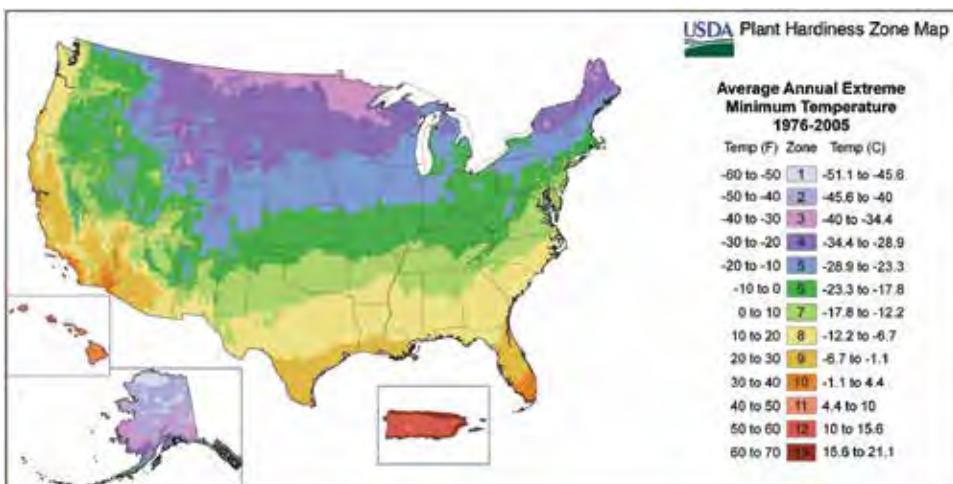 USDA Plant Hardiness Zone Map
Average Annual Extreme
Minimum Temperature
1976-2005
Temp (F) Zone Temp (C)
-60 to -50 1 -51.1 to -45.6
-50 to -40 2 -45.6 to -40
-40 to -30 3 -40 to -34.4
-30 to -20 4 -34.4 to -28.9
-20 to -10 5 -28.9 to -23.3
-10 to 0 6 -23.3 to -17.8
0 to 10 7 -17.8 to -12.2
10 to 20 8 -12.2 to -6.7
20 to 30 9 -6.7 to -1.1
30 to 40 10 -1.1 to 4.4
40 to 50 11 4.4 to 10
50 to 60 12 10 to 15.6
60 to 70 13 15.6 to 21.1